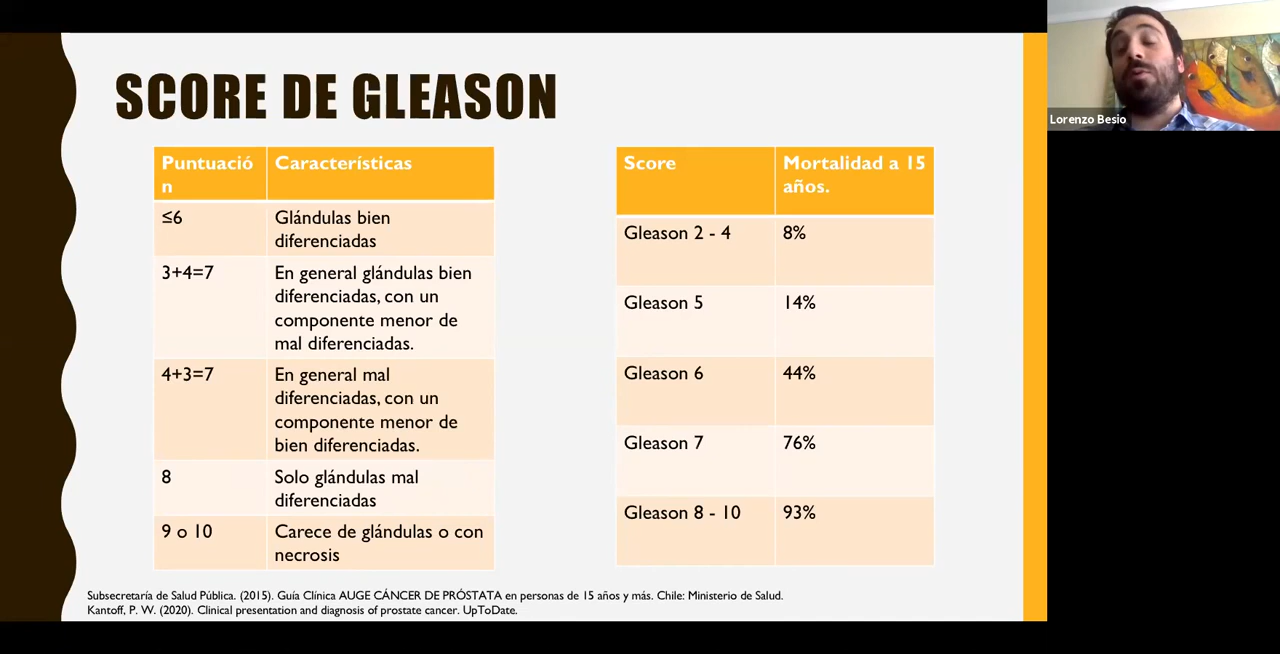 SCORE DE GLEASON
Puntuació
n
Características
≤6
Glándulas bien
diferenciadas
3+4=7
En general glándulas bien
diferenciadas, con un
componente menor de
mal diferenciadas.
4+3=7
En general mal
diferenciadas, con un
componente menor de
bien diferenciadas.
8
Solo glándulas mal
diferenciadas
9 o 10
Carece de glándulas o con
necrosis
Score
Mortalidad a 15
años.
Gleason 2 - 4
8%
Gleason 5
14%
Gleason 6
44%
Gleason 7
76%
Gleason 8 - 10
93%
Subsecretaría de Salud Pública. (2015). Guía Clínica AUGE CÁNCER DE PRÓSTATA en personas de 15 años y más. Chile: Ministerio de Salud.
Kantoff, P. W. (2020). Clinical presentation and diagnosis of prostate cancer. UpToDate.
Lorenzo Besio